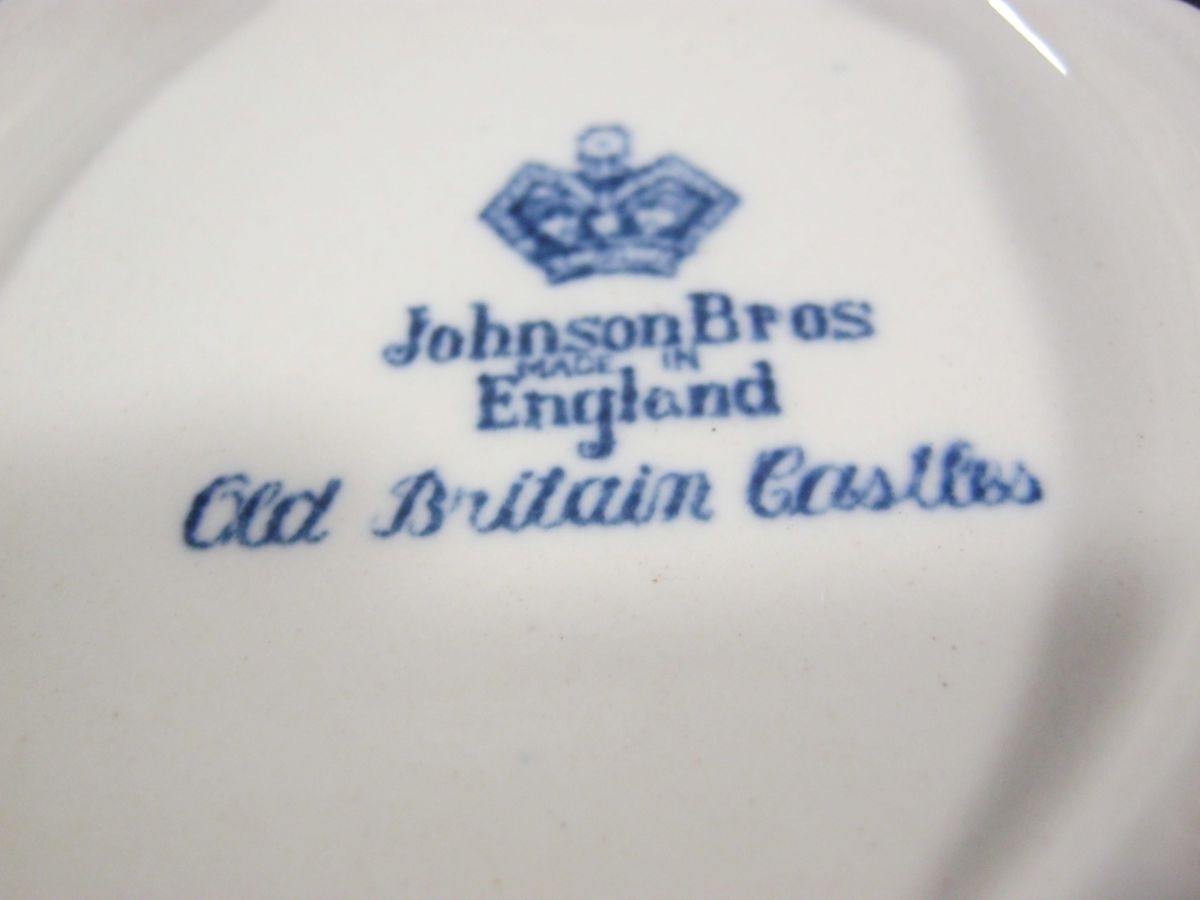 Johnson Bros
MADE IN
England
Old Britain Castles